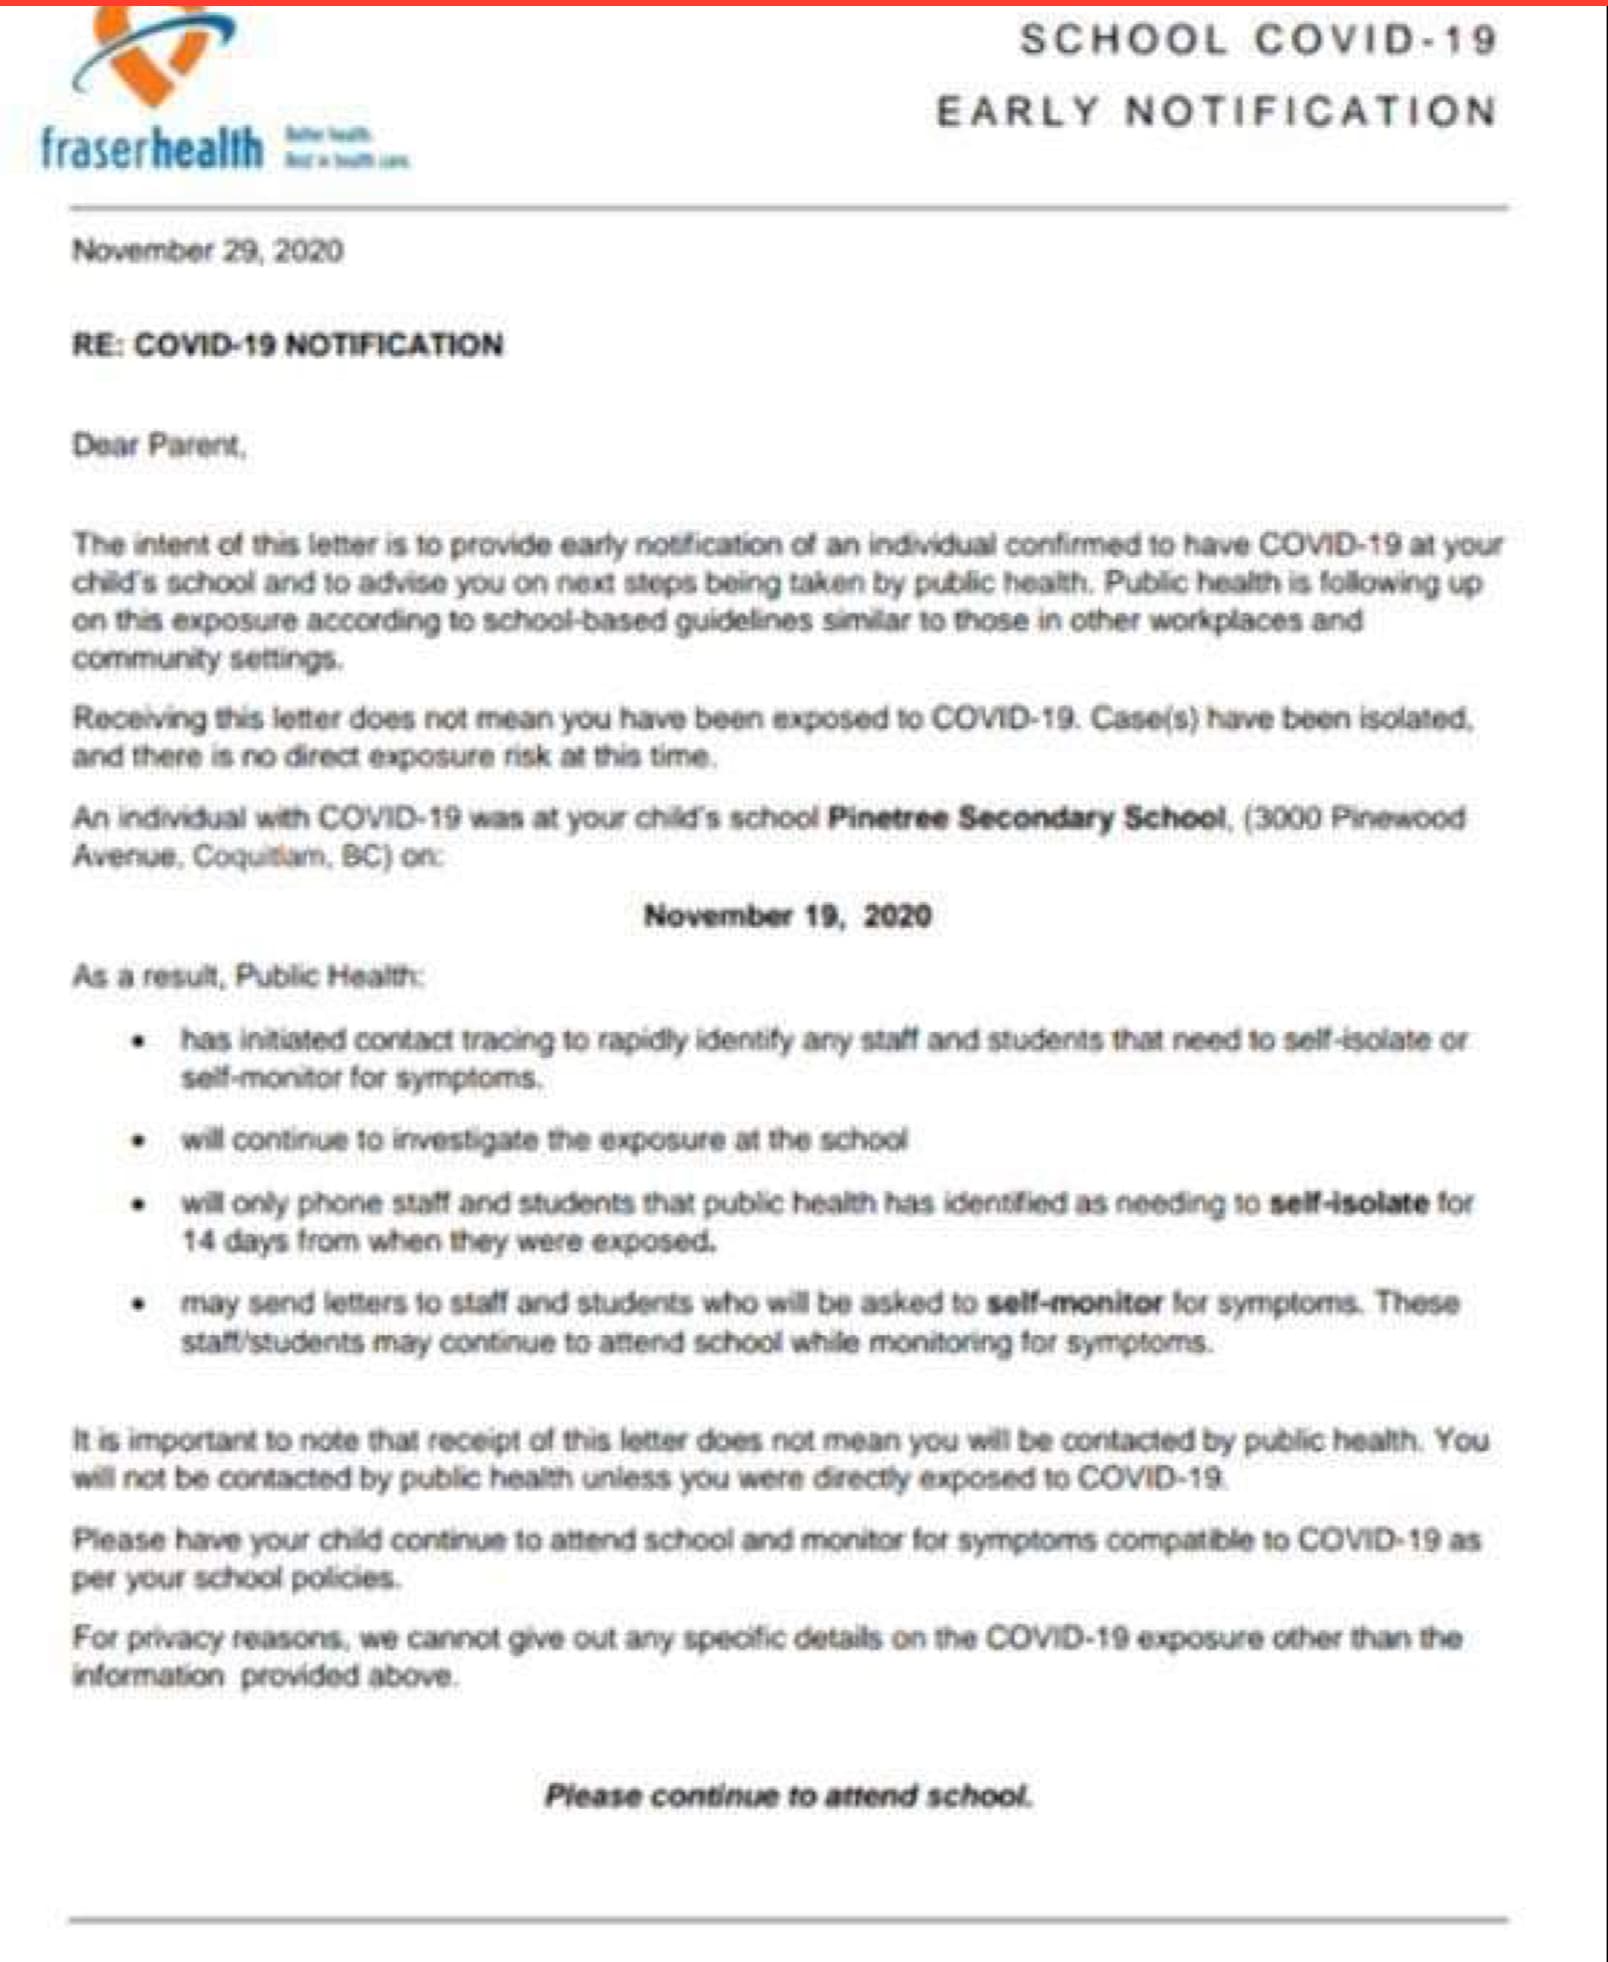 SCHOOL COVID-19
EARLY NOTIFICATION
fraserhealth
Better health.
Best in health care.
November 29, 2020
RE: COVID-19 NOTIFICATION
Dear Parent,
The intent of this letter is to provide early notification of an individual confirmed to have COVID-19 at your
child's school and to advise you on next steps being taken by public health. Public health is following up
on this exposure according to school-based guidelines similar to those in other workplaces and
community settings.
Receiving this letter does not mean you have been exposed to COVID-19. Case(s) have been isolated,
and there is no direct exposure risk at this time.
An individual with COVID-19 was at your child's school Pinetree Secondary School, (3000 Pinewood
Avenue, Coquitlam, BC) on:
November 19, 2020
As a result, Public Health:
• has initiated contact tracing to rapidly identify any staff and students that need to self-isolate or
self-monitor for symptoms.
• will continue to investigate the exposure at the school
• will only phone staff and students that public health has identified as needing to self-isolate for
14 days from when they were exposed.
• may send letters to staff and students who will be asked to self-monitor for symptoms. These
staff/students may continue to attend school while monitoring for symptoms.
It is important to note that receipt of this letter does not mean you will be contacted by public health. You
will not be contacted by public health unless you were directly exposed to COVID-19.
Please have your child continue to attend school and monitor for symptoms compatible to COVID-19 as
per your school policies.
For privacy reasons, we cannot give out any specific details on the COVID-19 exposure other than the
information provided above.
Please continue to attend school.